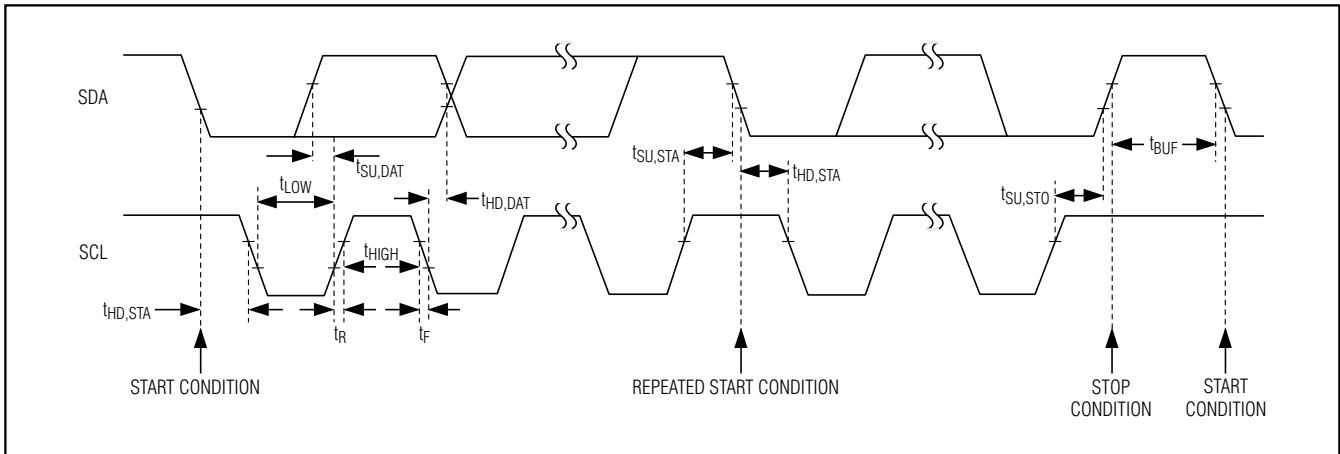 SDA
tSU,DAT
tLOW
tHD,DAT
tSU,STA
tHD,STA
tBUF
tSU,STO
SCL
tHIGH
tHD,STA
tR
tF
START CONDITION
REPEATED START CONDITION
STOP
CONDITION
START
CONDITION